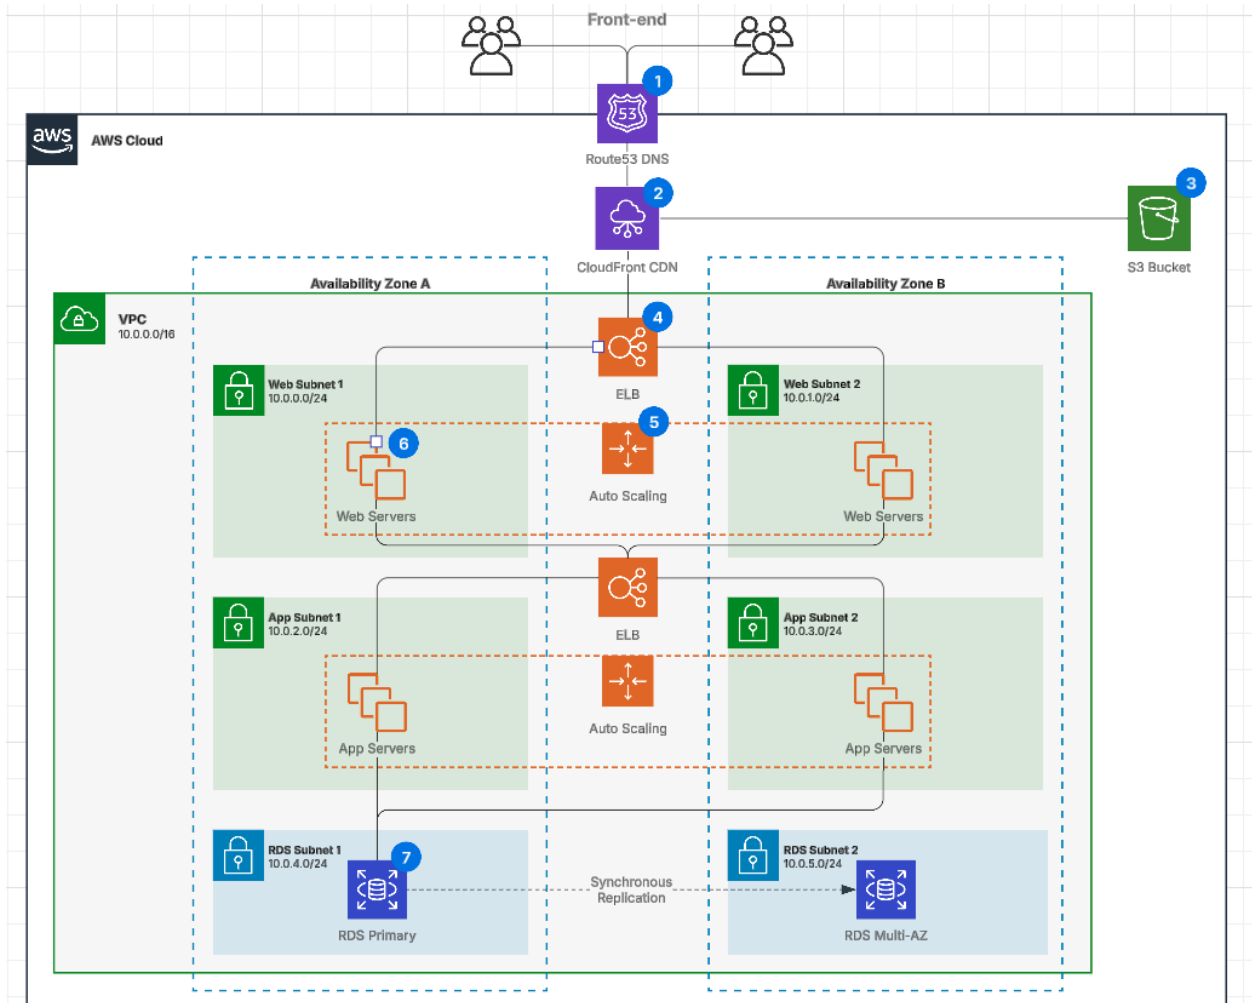 Front-end
1
53
Route53 DNS
aws
AWS Cloud
2
CloudFront CDN
3
S3 Bucket
Availability Zone A
Availability Zone B
VPC
10.0.0.0/16
4
ELB
Web Subnet 1
10.0.0.0/24
Web Subnet 2
10.0.1.0/24
5
Auto Scaling
6
Web Servers
Web Servers
ELB
App Subnet 1
10.0.2.0/24
App Subnet 2
10.0.3.0/24
Auto Scaling
App Servers
App Servers
RDS Subnet 1
10.0.4.0/24
RDS Subnet 2
10.0.5.0/24
7
Synchronous
Replication
RDS Primary
RDS Multi-AZ